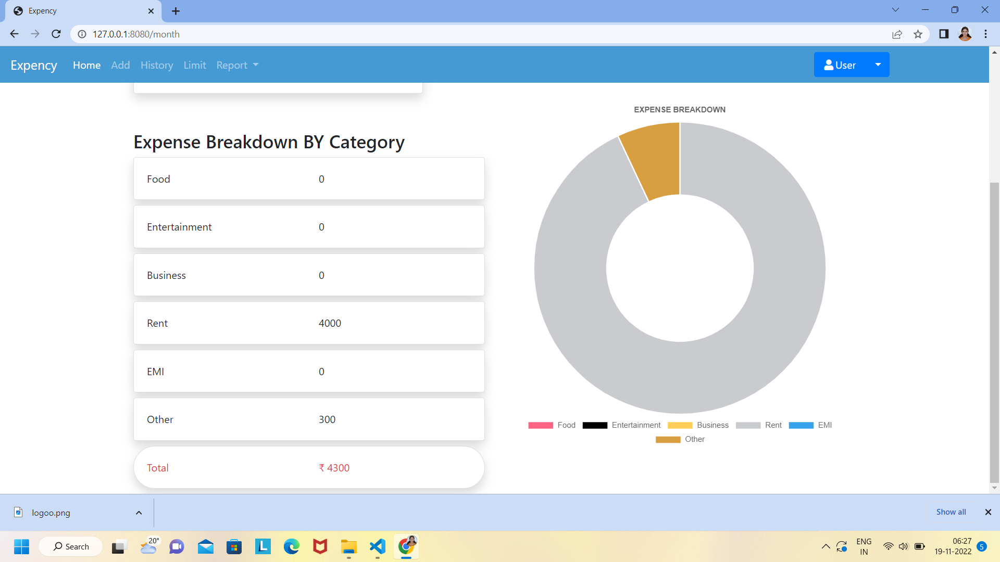 Expency
127.0.0.1:8080/month
Expency Home Add History Limit Report User
EXPENSE BREAKDOWN
Expense Breakdown BY Category
Food 0
Entertainment 0
Business 0
Rent 4000
EMI 0
Other 300
Total ₹ 4300
Food Entertainment Business Rent EMI
Other
logoo.png
Show all
Search
20°
L
ENG
IN
06:27
19-11-2022
5